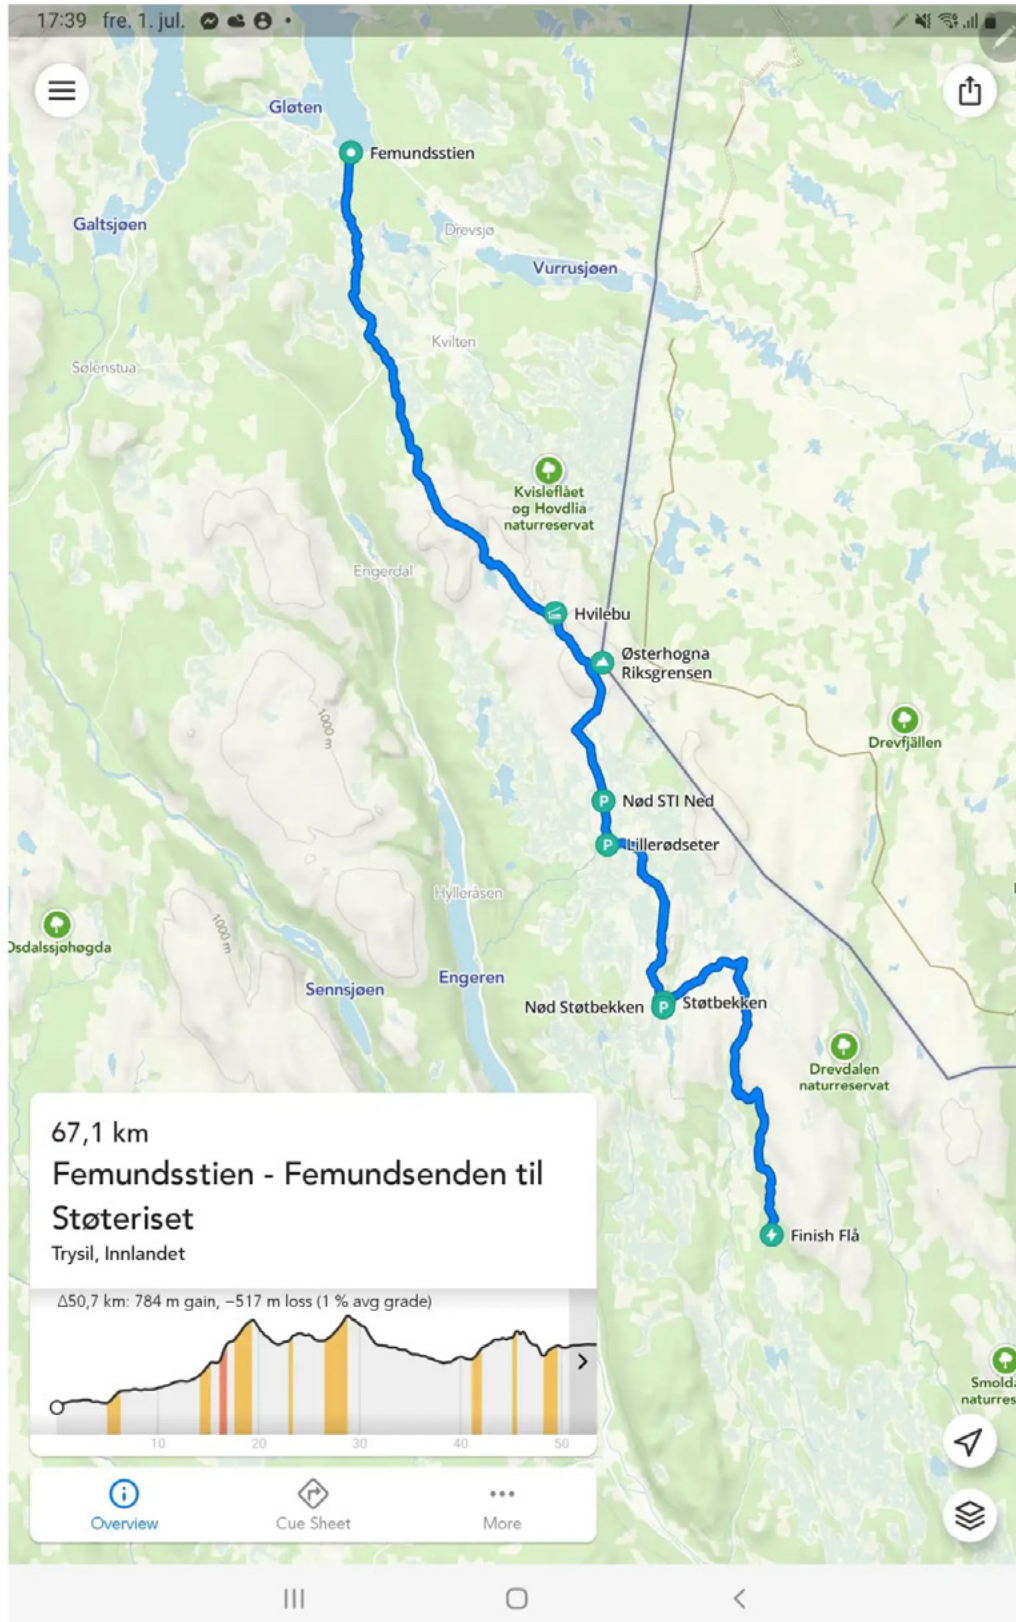 17:39 fre. 1. jul.
Gløten
Femundsstien
Galtsjøen
Drevsjø
Vurrusjøen
Kvilten
Sølenstua
Kvisleflået
og Hovdlia
naturreservat
Engerdal
Hvilebu
Østerhogna
Riksgrensen
1000 m
Drevfjällen
Nød STI Ned
Lillerødseter
Hylleråsen
1000 m
Osdalssjøhøgda
Engeren
Sennsjøen
Nød Støtbekken
P
Støtbekken
Drevdalen
naturreservat
67,1 km
Femundsstien - Femundsenden til
Støteriset
Trysil, Innlandet
Finish Flå
Δ50,7 km: 784 m gain, −517 m loss (1 % avg grade)
10 20 30 40 50
Overview
Cue Sheet
More